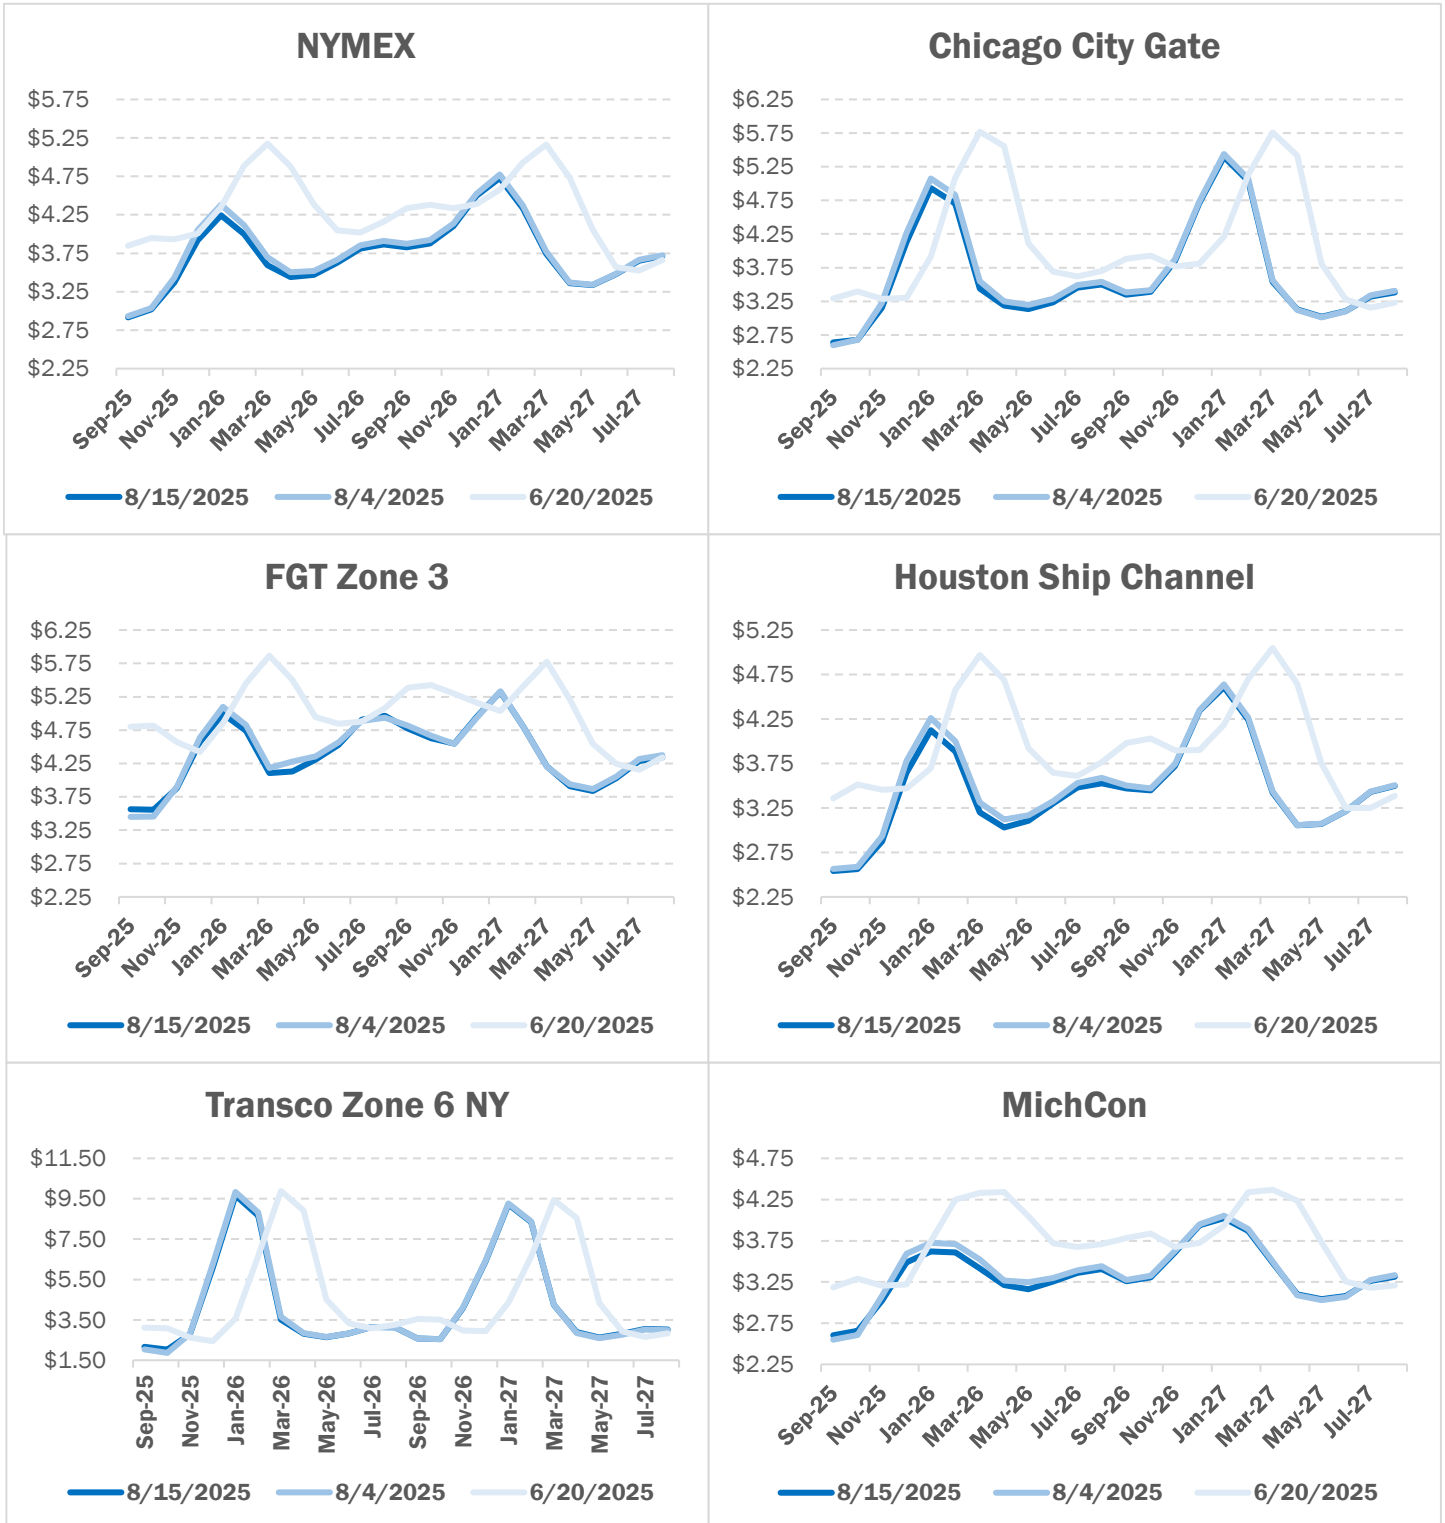 NYMEX
$5.75
$5.25
$4.75
$4.25
$3.75
$3.25
$2.75
$2.25
Sep-25
Nov-25
Jan-26
Mar-26
May-26
Jul-26
Sep-26
Nov-26
Jan-27
Mar-27
May-27
Jul-27
8/15/2025 8/4/2025 6/20/2025
Chicago City Gate
$6.25
$5.75
$5.25
$4.75
$4.25
$3.75
$3.25
$2.75
$2.25
Sep-25
Nov-25
Jan-26
Mar-26
May-26
Jul-26
Sep-26
Nov-26
Jan-27
Mar-27
May-27
Jul-27
8/15/2025 8/4/2025 6/20/2025
FGT Zone 3
$6.25
$5.75
$5.25
$4.75
$4.25
$3.75
$3.25
$2.75
$2.25
Sep-25
Nov-25
Jan-26
Mar-26
May-26
Jul-26
Sep-26
Nov-26
Jan-27
Mar-27
May-27
Jul-27
8/15/2025 8/4/2025 6/20/2025
Houston Ship Channel
$5.25
$4.75
$4.25
$3.75
$3.25
$2.75
$2.25
Sep-25
Nov-25
Jan-26
Mar-26
May-26
Jul-26
Sep-26
Nov-26
Jan-27
Mar-27
May-27
Jul-27
8/15/2025 8/4/2025 6/20/2025
Transco Zone 6 NY
$11.50
$9.50
$7.50
$5.50
$3.50
$1.50
Sep-25
Nov-25
Jan-26
Mar-26
May-26
Jul-26
Sep-26
Nov-26
Jan-27
Mar-27
May-27
Jul-27
8/15/2025 8/4/2025 6/20/2025
MichCon
$4.75
$4.25
$3.75
$3.25
$2.75
$2.25
Sep-25
Nov-25
Jan-26
Mar-26
May-26
Jul-26
Sep-26
Nov-26
Jan-27
Mar-27
May-27
Jul-27
8/15/2025 8/4/2025 6/20/2025